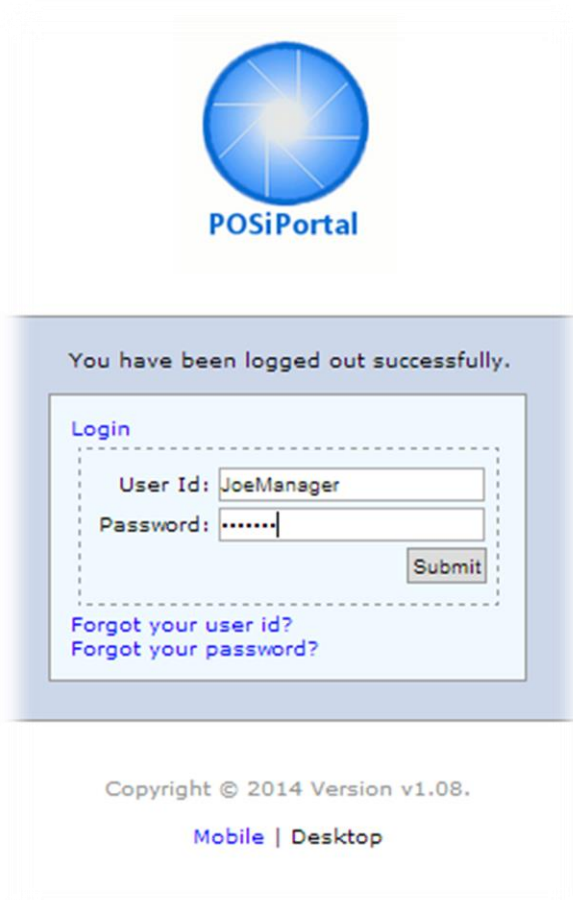 POSiPortal
You have been logged out successfully.
Login
User Id: JoeManager
Password: •••••••
Submit
Forgot your user id?
Forgot your password?
Copyright © 2014 Version v1.08.
Mobile | Desktop